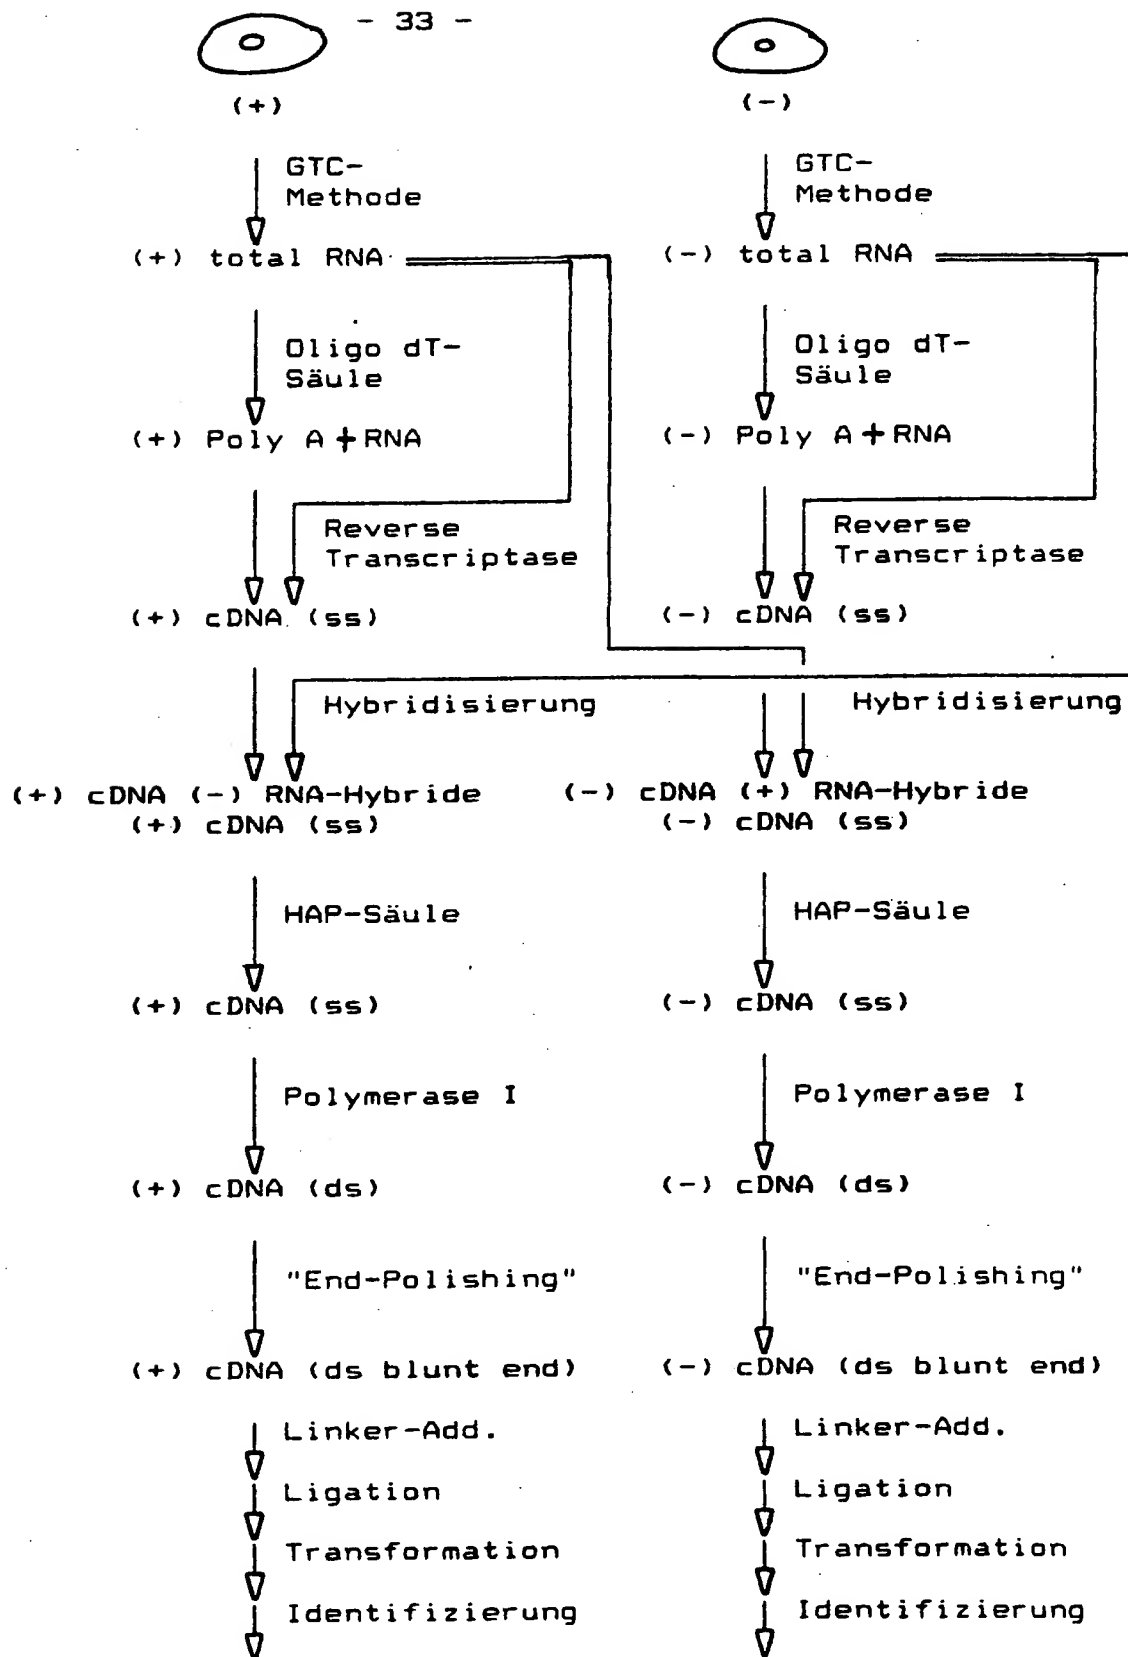 - 33 -
(+) (-)
GTC- GTC-
Methode Methode
(+) total RNA (-) total RNA
Oligo dT- Oligo dT-
Säule Säule
(+) Poly A+RNA (-) Poly A+RNA
Reverse Reverse
Transcriptase Transcriptase
(+) cDNA (ss) (-) cDNA (ss)
Hybridisierung Hybridisierung
(+) cDNA (-) RNA-Hybride (-) cDNA (+) RNA-Hybride
(+) cDNA (ss) (-) cDNA (ss)
HAP-Säule HAP-Säule
(+) cDNA (ss) (-) cDNA (ss)
Polymerase I Polymerase I
(+) cDNA (ds) (-) cDNA (ds)
"End-Polishing" "End-Polishing"
(+) cDNA (ds blunt end) (-) cDNA (ds blunt end)
Linker-Add. Linker-Add.
Ligation Ligation
Transformation Transformation
Identifizierung Identifizierung